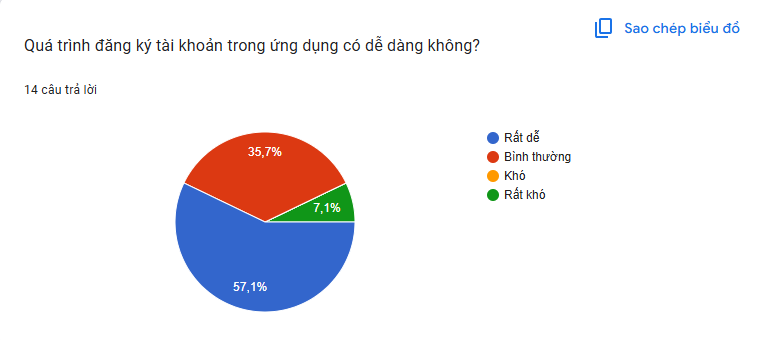 Sao chép biểu đồ
Quá trình đăng ký tài khoản trong ứng dụng có dễ dàng không?
14 câu trả lời
Rất dễ
Bình thường
Khó
Rất khó
35,7%
7,1%
57,1%